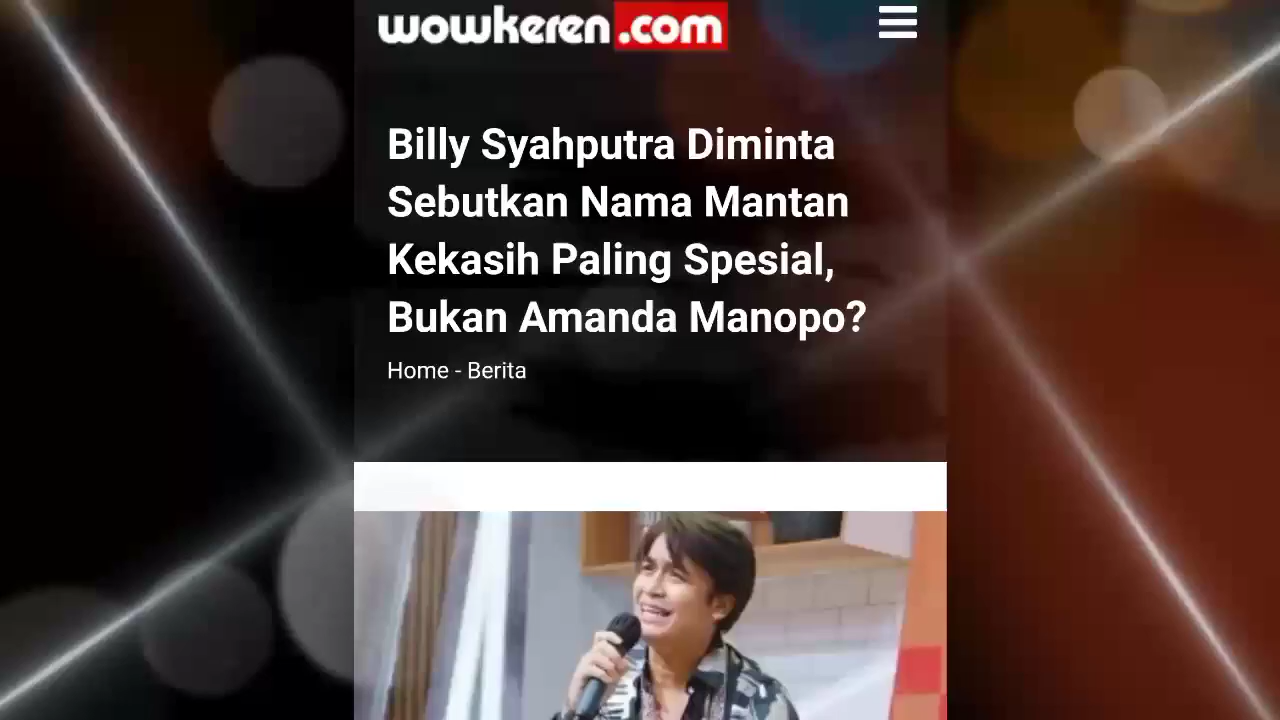 wowkeren.com
Billy Syahputra Diminta
Sebutkan Nama Mantan
Kekasih Paling Spesial,
Bukan Amanda Manopo?
Home - Berita